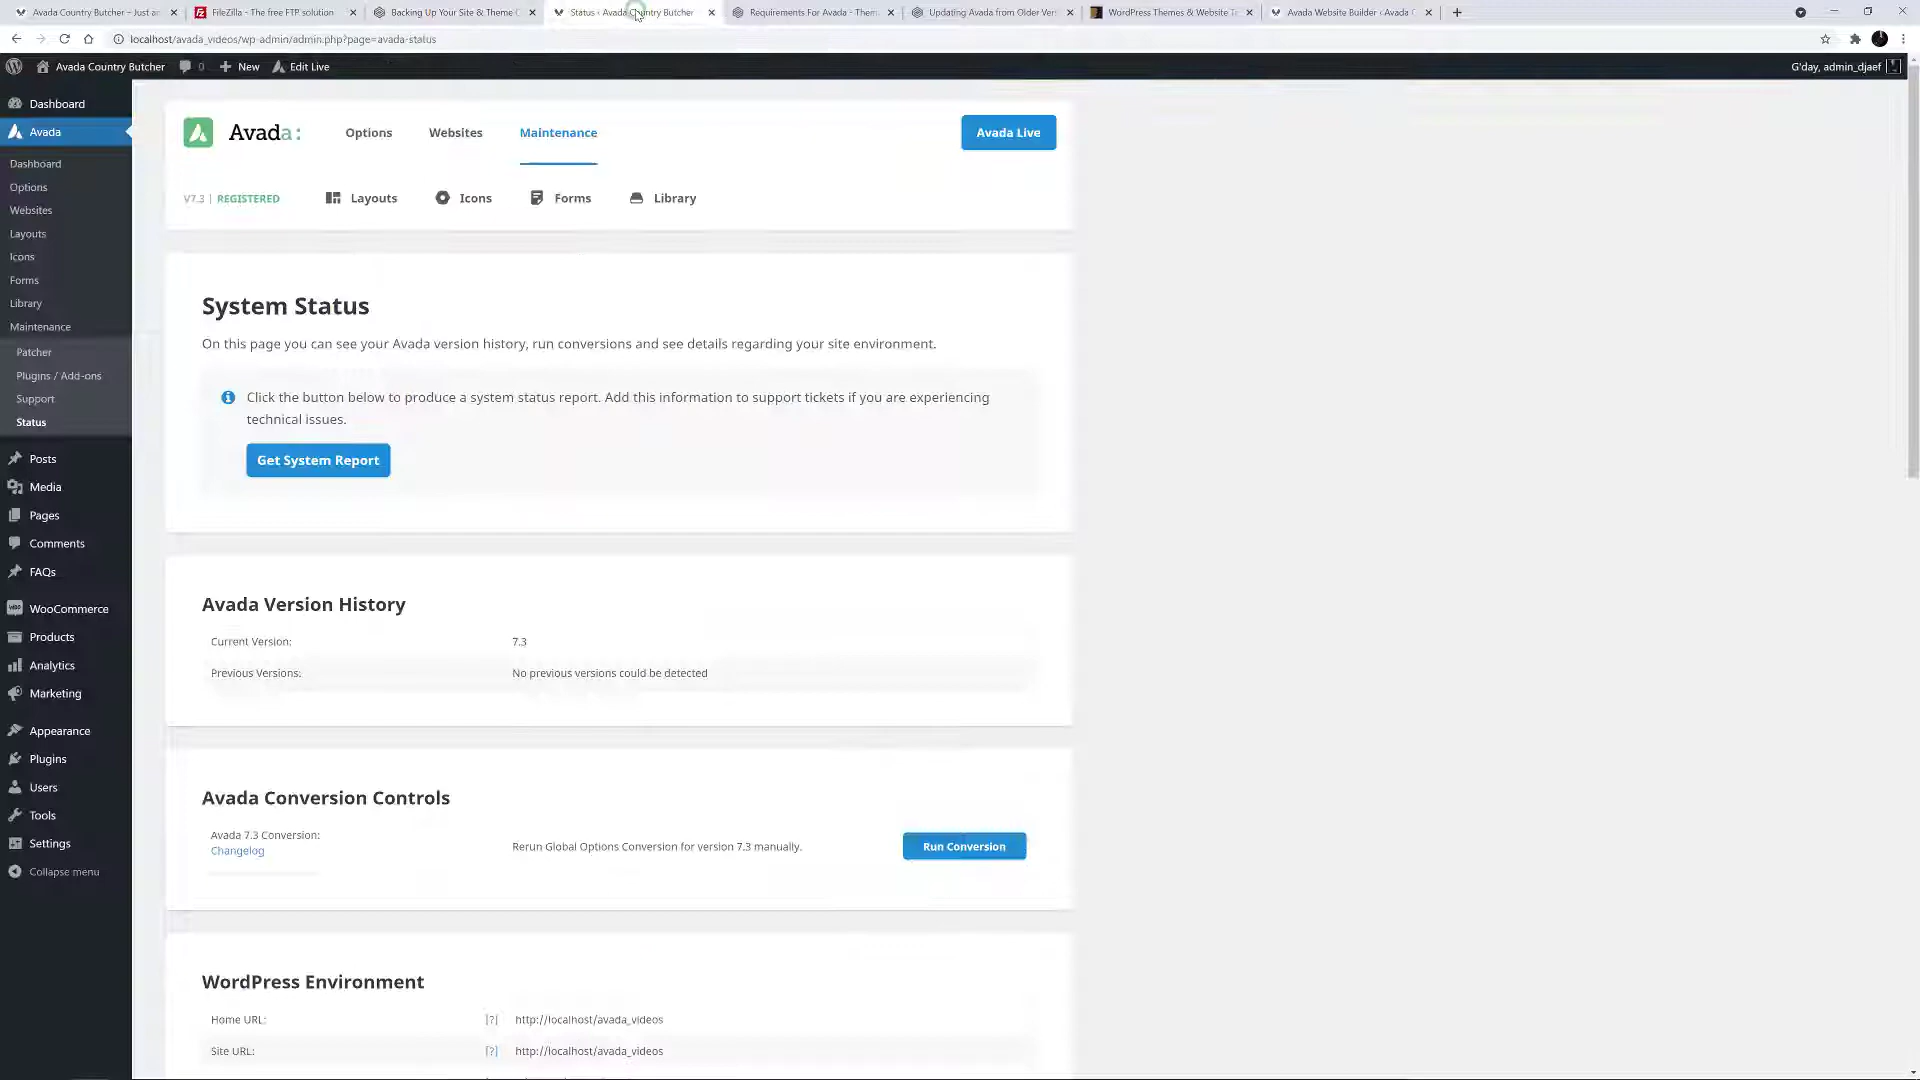 Avada Country Butcher – Just an
FileZilla - The free FTP solution
Backing Up Your Site & Theme
Status ‹ Avada Country Butcher
Requirements For Avada - Them
Updating Avada from Older Ver
WordPress Themes & Website T
Avada Website Builder ‹ Avada C
localhost/avada_videos/wp-admin/admin.php?page=avada-status
Avada Country Butcher
0
New
Edit Live
G'day, admin_djaef
Dashboard
Avada
Dashboard
Options
Websites
Layouts
Icons
Forms
Library
Maintenance
Patcher
Plugins / Add-ons
Support
Status
Posts
Media
Pages
Comments
FAQs
WooCommerce
Products
Analytics
Marketing
Appearance
Plugins
Users
Tools
Settings
Collapse menu
Avada:
Options
Websites
Maintenance
Avada Live
V7.3 | REGISTERED
Layouts
Icons
Forms
Library
System Status
On this page you can see your Avada version history, run conversions and see details regarding your site environment.
Click the button below to produce a system status report. Add this information to support tickets if you are experiencing
technical issues.
Get System Report
Avada Version History
Current Version: 7.3
Previous Versions: No previous versions could be detected
Avada Conversion Controls
Avada 7.3 Conversion:
Changelog
Rerun Global Options Conversion for version 7.3 manually.
Run Conversion
WordPress Environment
Home URL: [?] http://localhost/avada_videos
Site URL: [?] http://localhost/avada_videos